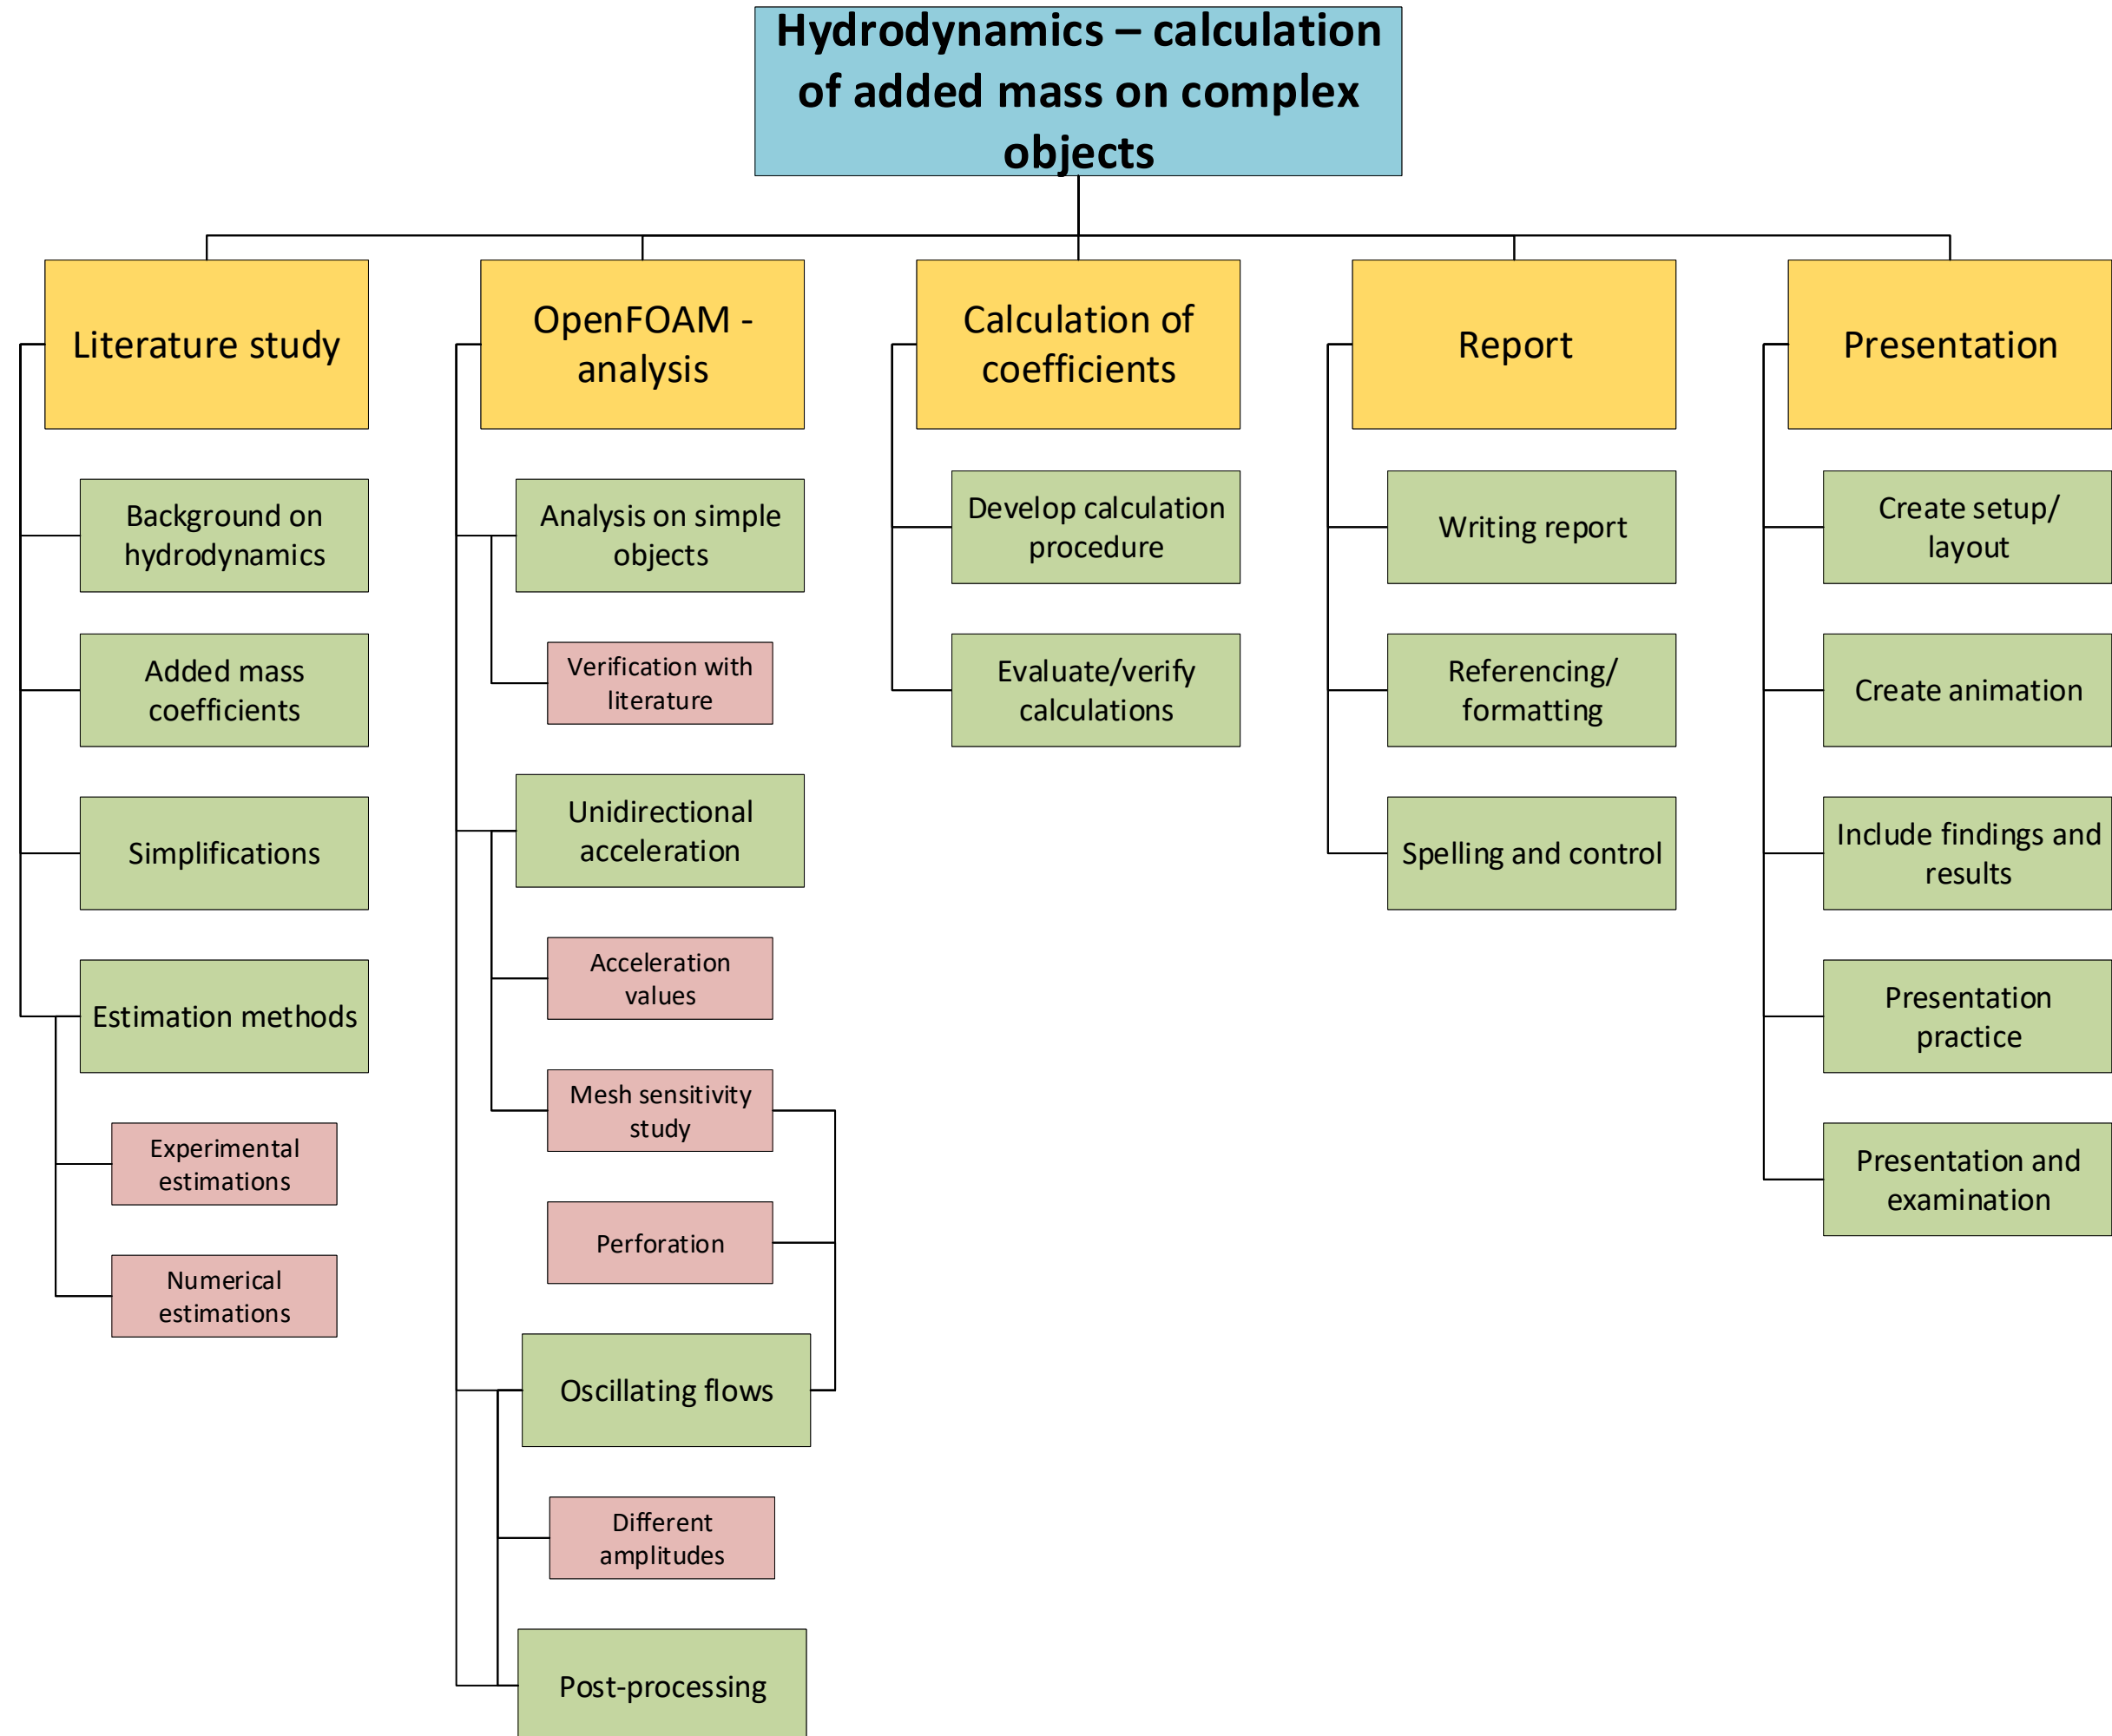 Hydrodynamics – calculation
of added mass on complex
objects
Literature study
Background on
hydrodynamics
Added mass
coefficients
Simplifications
Estimation methods
Experimental
estimations
Numerical
estimations
OpenFOAM -
analysis
Analysis on simple
objects
Verification with
literature
Unidirectional
acceleration
Acceleration
values
Mesh sensitivity
study
Perforation
Oscillating flows
Different
amplitudes
Post-processing
Calculation of
coefficients
Develop calculation
procedure
Evaluate/verify
calculations
Report
Writing report
Referencing/
formatting
Spelling and control
Presentation
Create setup/
layout
Create animation
Include findings and
results
Presentation
practice
Presentation and
examination